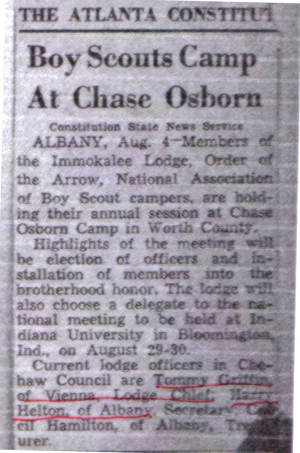 THE ATLANTA CONSTITUT
Boy Scouts Camp
At Chase Osborn
Constitution State News Service
ALBANY, Aug. 4—Members of
the Immokalee Lodge, Order of
the Arrow, National Association
of Boy Scout campers, are hold-
ing their annual session at Chase
Osborn Camp in Worth County.
Highlights of the meeting will
be election of officers and in-
stallation of members into the
brotherhood honor. The lodge will
also choose a delegate to the na-
tional meeting to be held at In-
diana University in Bloomington,
Ind., on August 29-30.
Current lodge officers in Che-
haw Council are Tommy Griffin
of Vienna, Lodge Chief, Harry
Helton, of Albany, Secretary
cil Hamilton, of Albany,
urer.